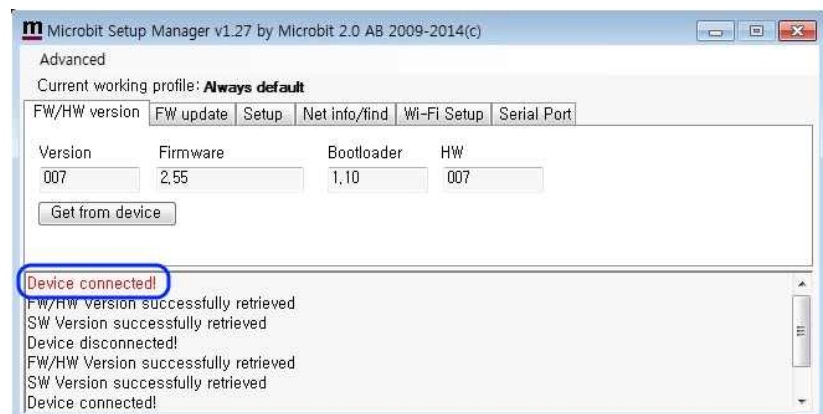 m Microbit Setup Manager v1.27 by Microbit 2.0 AB 2009-2014(c)
Advanced
Current working profile: Always default
FW/HW version FW update Setup Net info/find Wi-Fi Setup Serial Port
Version Firmware Bootloader HW
007 2,55 1,10 007
Get from device
Device connected!
FW/HW Version successfully retrieved
SW Version successfully retrieved
Device disconnected!
FW/HW Version successfully retrieved
SW Version successfully retrieved
Device connected!